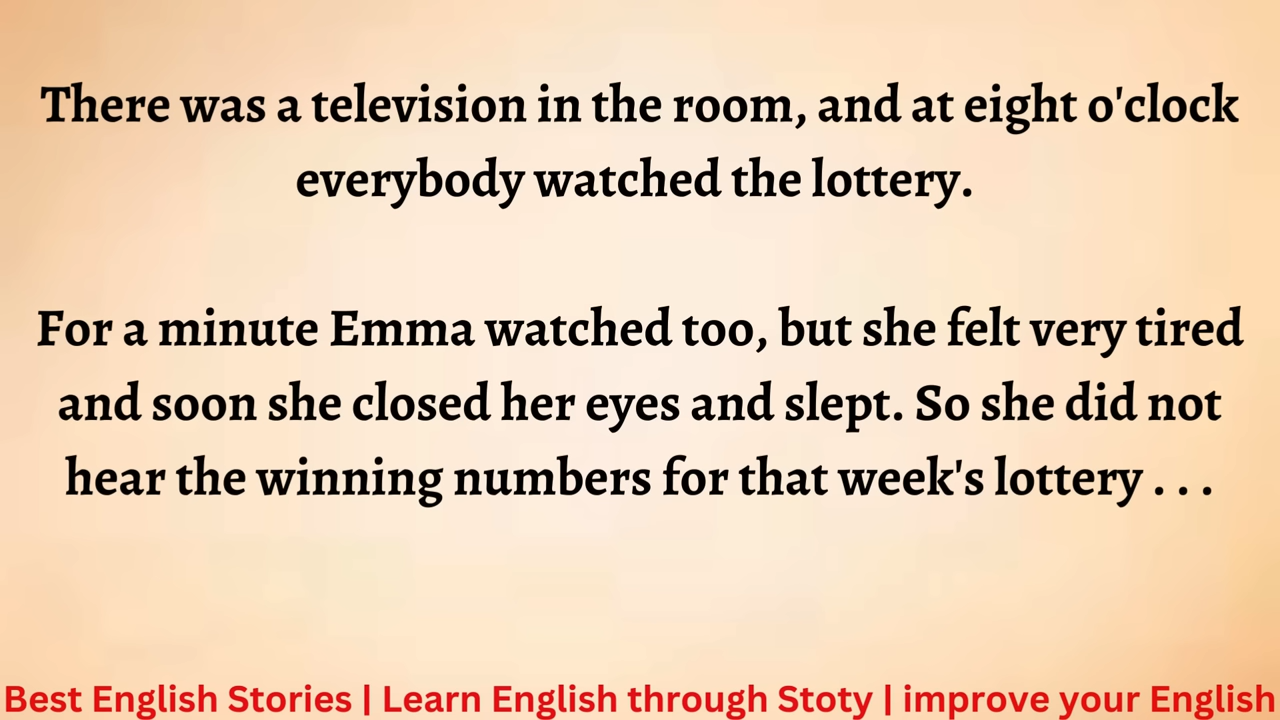 There was a television in the room, and at eight o'clock
everybody watched the lottery.
For a minute Emma watched too, but she felt very tired
and soon she closed her eyes and slept. So she did not
hear the winning numbers for that week's lottery . . .
Best English Stories | Learn English through Stoty | improve your English